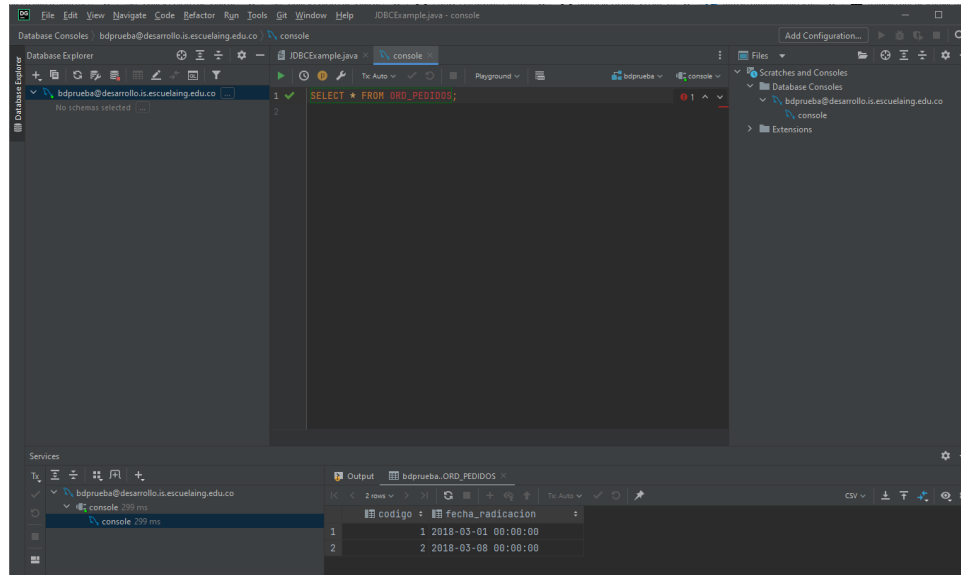 DG File Edit View Navigate Code Refactor Run Tools Git Window Help JDBCExample.java - console
Database Consoles bdprueba@desarrollo.is.escuelaing.edu.co console Add Configuration...
Database Explorer
Database Explorer
bdprueba@desarrollo.is.escuelaing.edu.co ...
No schemas selected ...
JDBCExample.java console
Tx: Auto Playground bdprueba console
1 SELECT * FROM ORD_PEDIDOS; 1
2
Files
Scratches and Consoles
Database Consoles
bdprueba@desarrollo.is.escuelaing.edu.co
console
Extensions
Services
Tx
bdprueba@desarrollo.is.escuelaing.edu.co
console 299 ms
console 299 ms
Output bdprueba..ORD_PEDIDOS
2 rows Tx: Auto CSV
codigo fecha_radicacion
1 1 2018-03-01 00:00:00
2 2 2018-03-08 00:00:00